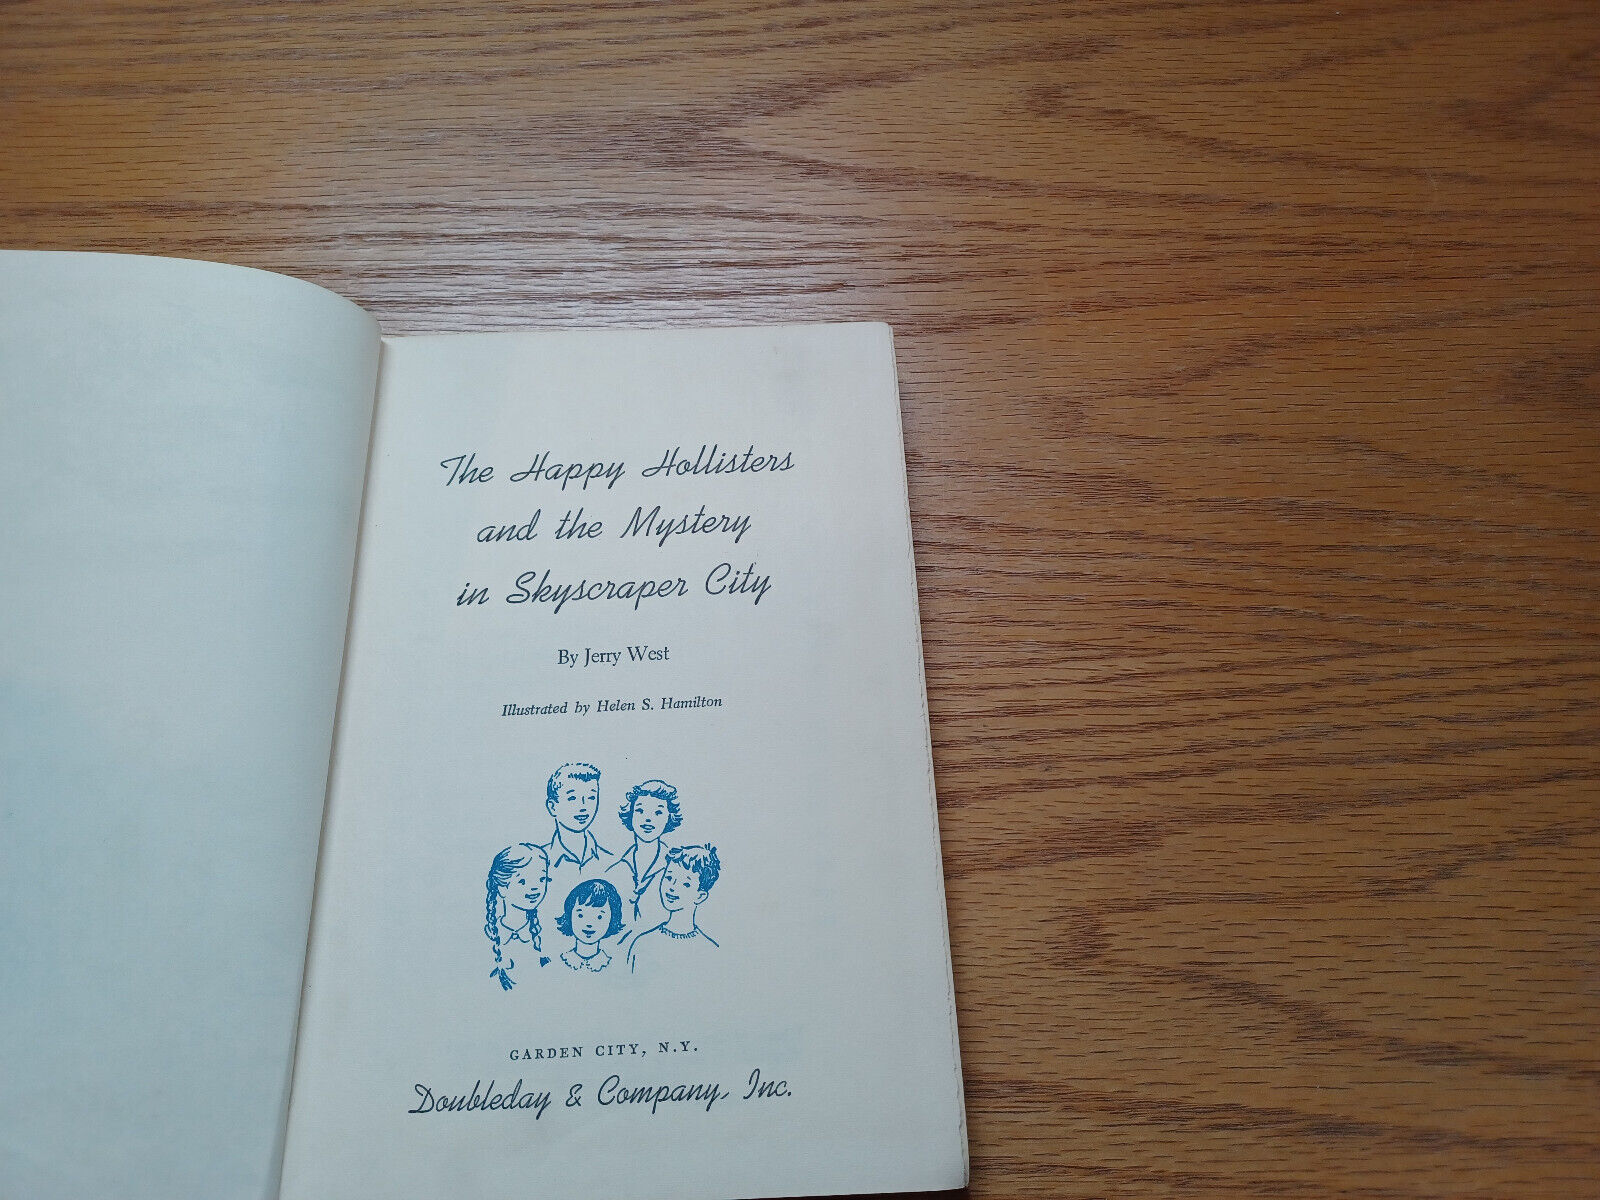 The Happy Hollisters
and the Mystery
in Skyscraper City
By Jerry West
Illustrated by Helen S. Hamilton
GARDEN CITY, N.Y.
Doubleday & Company, Inc.